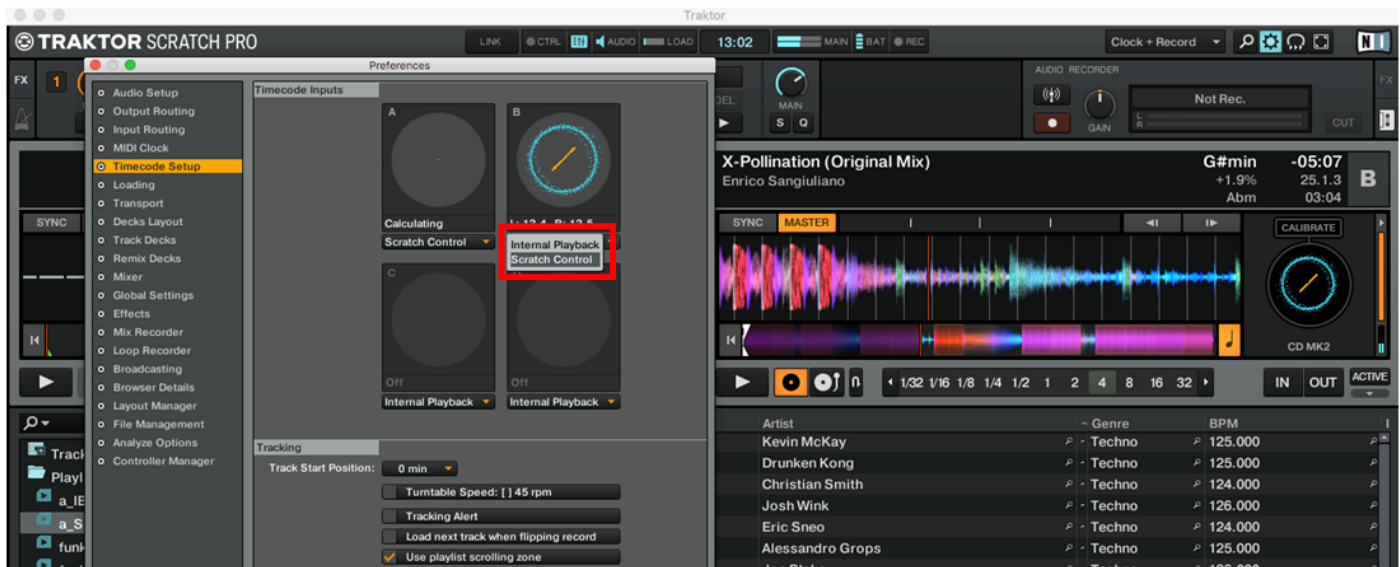 Traktor
TRAKTOR SCRATCH PRO
LINK CTRL AUDIO LOAD 13:02 MAIN BAT REC Clock + Record
FX 1
Preferences
Audio Setup
Output Routing
Input Routing
MIDI Clock
Timecode Setup
Loading
Transport
Decks Layout
Track Decks
Remix Decks
Mixer
Global Settings
Effects
Mix Recorder
Loop Recorder
Broadcasting
Browser Details
Layout Manager
File Management
Analyze Options
Controller Manager
Timecode Inputs
A B
Calculating
Scratch Control
Internal Playback
Scratch Control
C
Off Off
Internal Playback Internal Playback
Tracking
Track Start Position: 0 min
Turntable Speed: [ ] 45 rpm
Tracking Alert
Load next track when flipping record
Use playlist scrolling zone
SYNC
DEL
MAIN
S Q
AUDIO RECORDER
GAIN
L
R
Not Rec.
CUT
FX
X-Pollination (Original Mix) G#min -05:07
Enrico Sangiuliano +1.9% 25.1.3 B
Abm 03:04
SYNC MASTER
CALIBRATE
CD MK2
1/32 1/16 1/8 1/4 1/2 1 2 4 8 16 32 IN OUT ACTIVE
Track
Playl
a_S
funk
Artist Genre BPM
Kevin McKay Techno 125.000
Drunken Kong Techno 125.000
Christian Smith Techno 124.000
Josh Wink Techno 126.000
Eric Sneo Techno 124.000
Alessandro Grops Techno 125.000